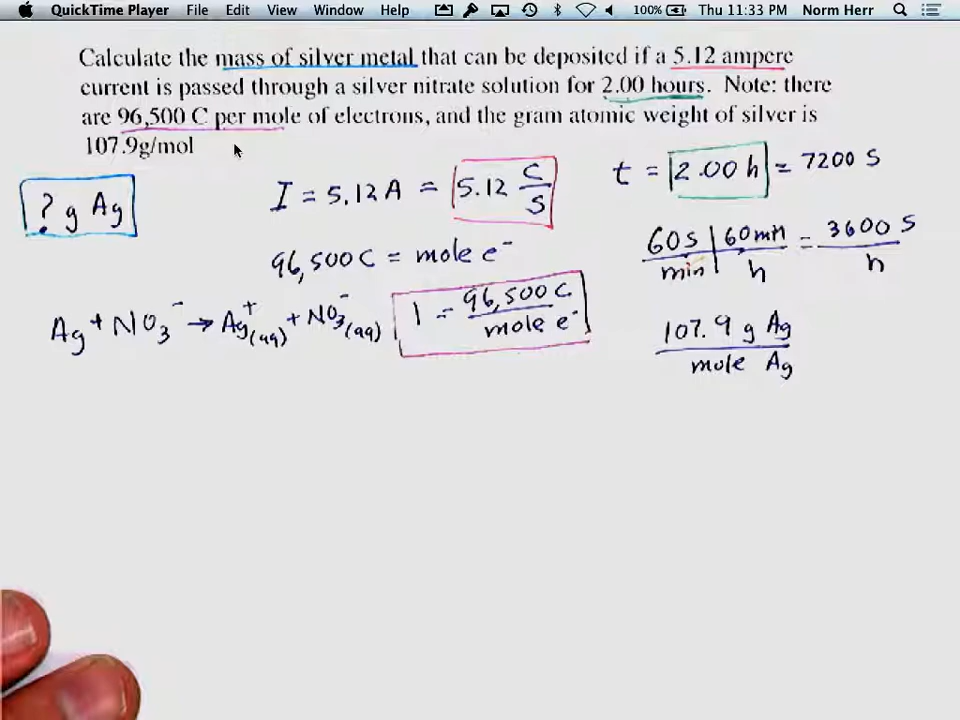 QuickTime Player File Edit View Window Help 100% Thu 11:33 PM Norm Herr
Calculate the mass of silver metal that can be deposited if a 5.12 ampere
current is passed through a silver nitrate solution for 2.00 hours. Note: there
are 96,500 C per mole of electrons, and the gram atomic weight of silver is
107.9g/mol
? g Ag
I = 5.12 A = 5.12 C/S
t = 2.00 h = 7200 S
96,500 C = mole e⁻
60 S/min | 60 min/h = 3600 S/h
Ag⁺NO₃⁻ → Ag⁺(aq) + NO₃⁻(aq)
1 = 96,500 C/mole e⁻
107.9 g Ag/mole Ag